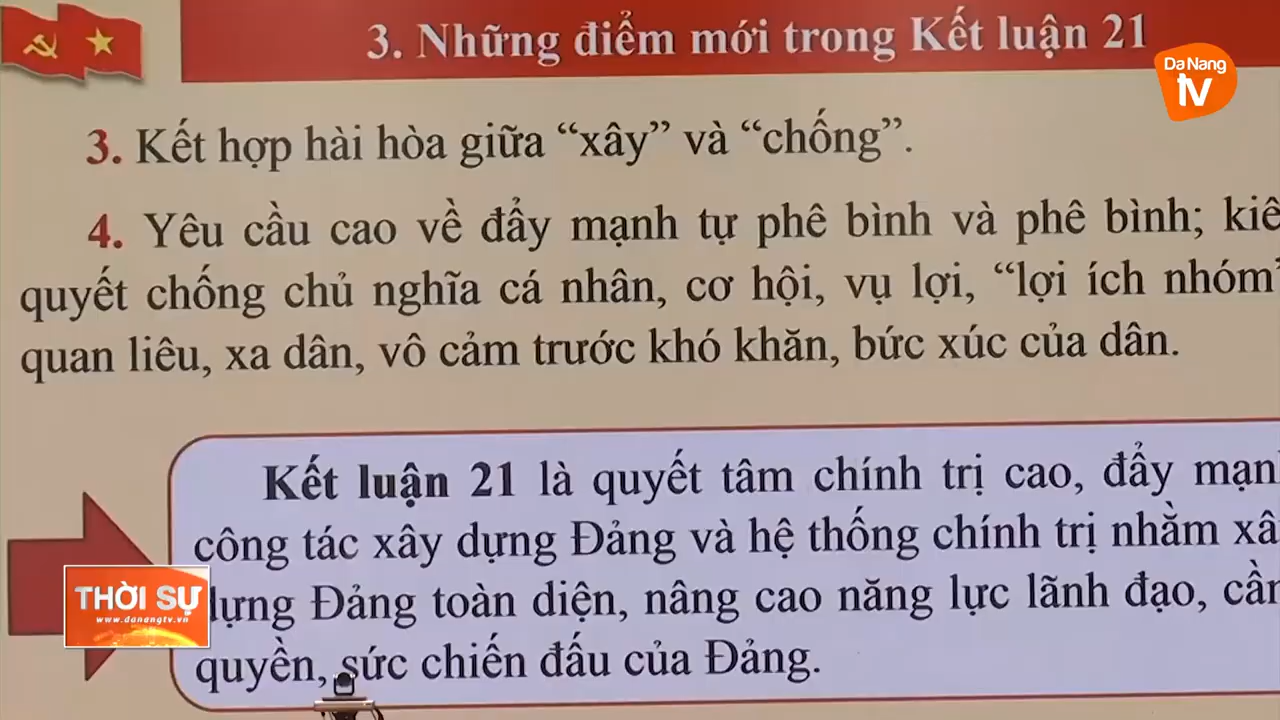 3. Những điểm mới trong Kết luận 21
Da Nang
tv
3. Kết hợp hài hòa giữa “xây” và “chống”.
4. Yêu cầu cao về đẩy mạnh tự phê bình và phê bình;
quyết chống chủ nghĩa cá nhân, cơ hội, vụ lợi, “lợi ích nhóm”
quan liêu, xa dân, vô cảm trước khó khăn, bức xúc của dân.
Kết luận 21 là quyết tâm chính trị cao, đẩy
công tác xây dựng Đảng và hệ thống chính trị nhằm
dựng Đảng toàn diện, nâng cao năng lực lãnh đạo,
quyền, sức chiến đấu của Đảng.
THỜI SỰ
www.danangtv.vn